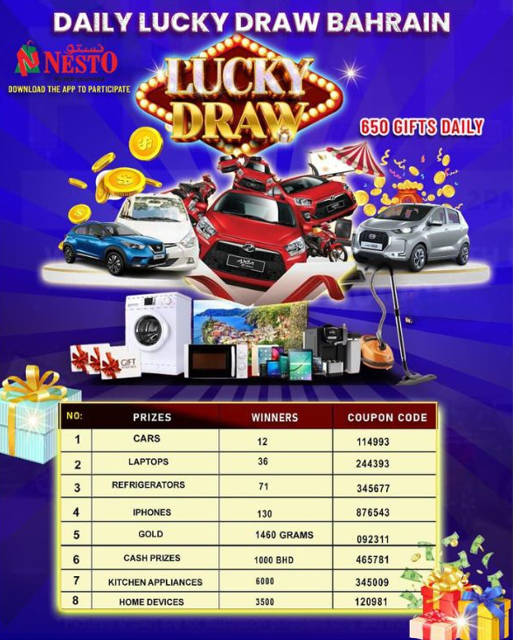 DAILY LUCKY DRAW BAHRAIN
نستو
NESTO
DOWNLOAD THE APP TO PARTICIPATE
LUCKY
DRAW
650 GIFTS DAILY
AXIA
GIFT
NO: PRIZES WINNERS COUPON CODE
1 CARS 12 114993
2 LAPTOPS 36 244393
3 REFRIGERATORS 71 345677
4 IPHONES 130 876543
5 GOLD 1460 GRAMS 092311
6 CASH PRIZES 1000 BHD 465781
7 KITCHEN APPLIANCES 6000 345009
8 HOME DEVICES 3500 120981